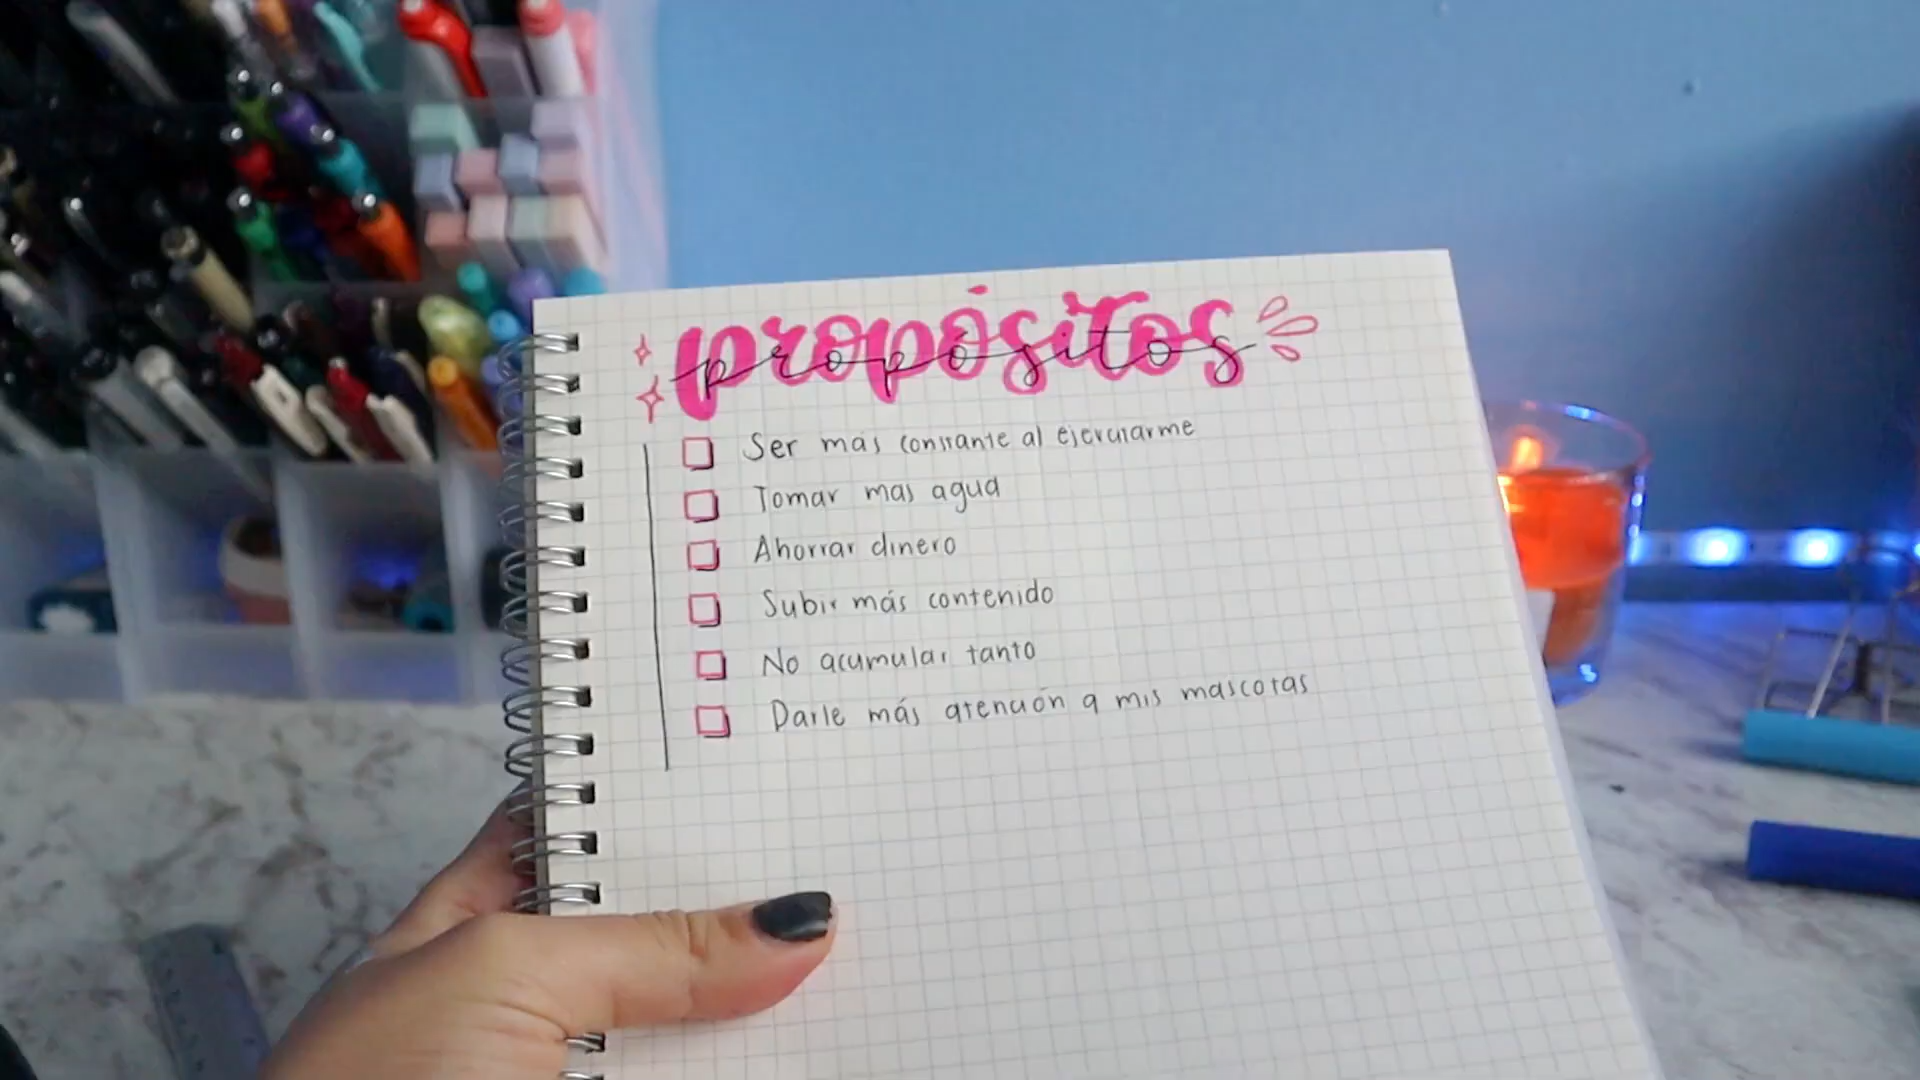 propósitos
propósitos
Ser más constante al ejercitarme
Tomar mas agua
Ahorrar dinero
Subir más contenido
No acumular tanto
Darle más atención a mis mascotas